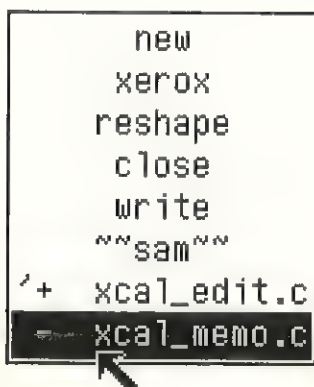 new
xerox
reshape
close
write
~~sam~~
'+ xcal_edit.c
- xcal_memo.c